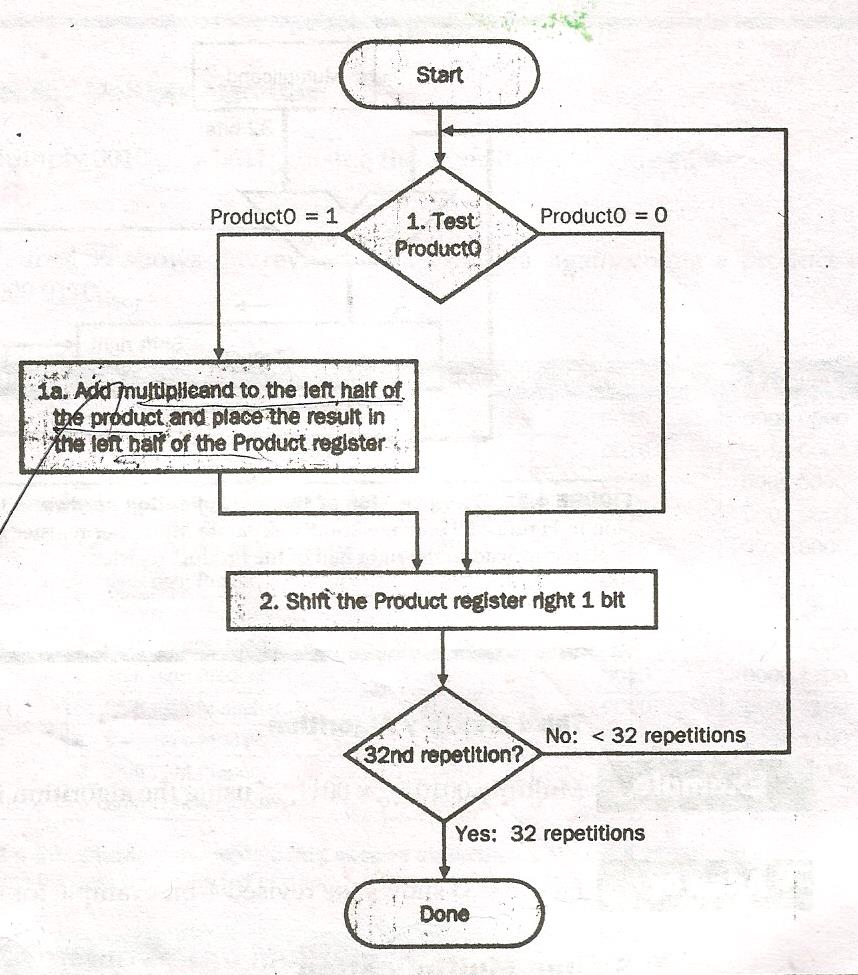 Start
Product0 = 1
1. Test
Product0
Product0 = 0
1a. Add multiplicand to the left half of
the product and place the result in
the left half of the Product register
2. Shift the Product register right 1 bit
32nd repetition?
No: < 32 repetitions
Yes: 32 repetitions
Done